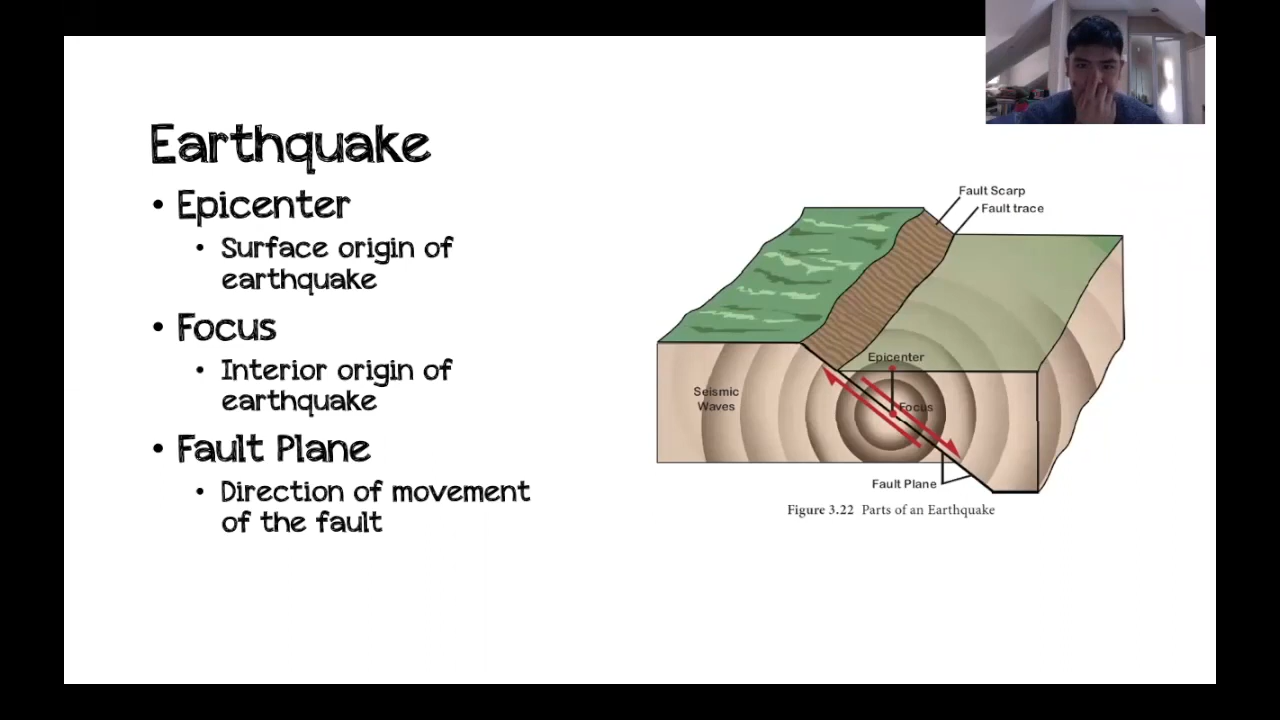 Earthquake
• Epicenter
• Surface origin of
earthquake
• Focus
• Interior origin of
earthquake
• Fault Plane
• Direction of movement
of the fault
Fault Scarp
Fault trace
Epicenter
Seismic
Waves
Focus
Fault Plane
Figure 3.22 Parts of an Earthquake